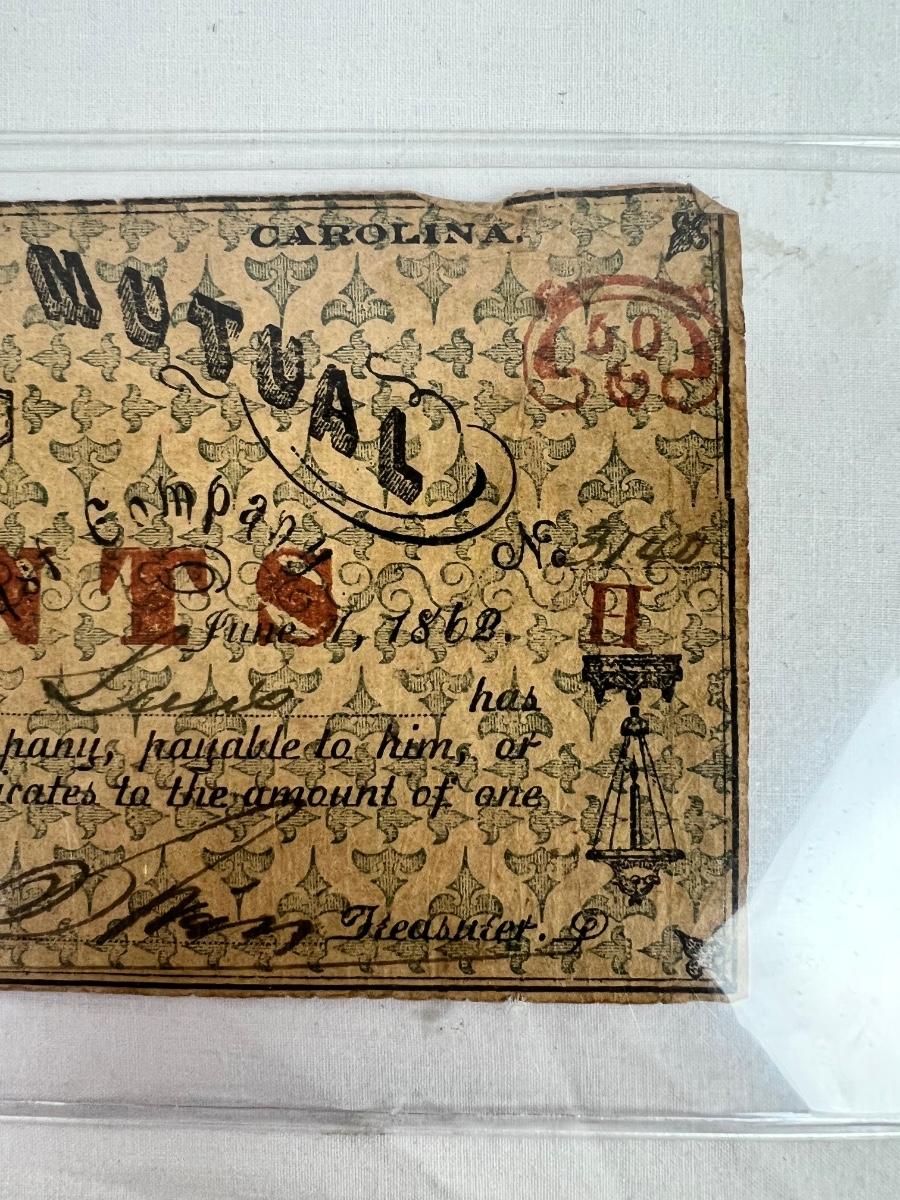 CAROLINA.
MUTUAL
50
Company
No. 3140
NTS
H
June 1, 1862.
has
pany, payable to him, or
icates to the amount of one
Treasurer.